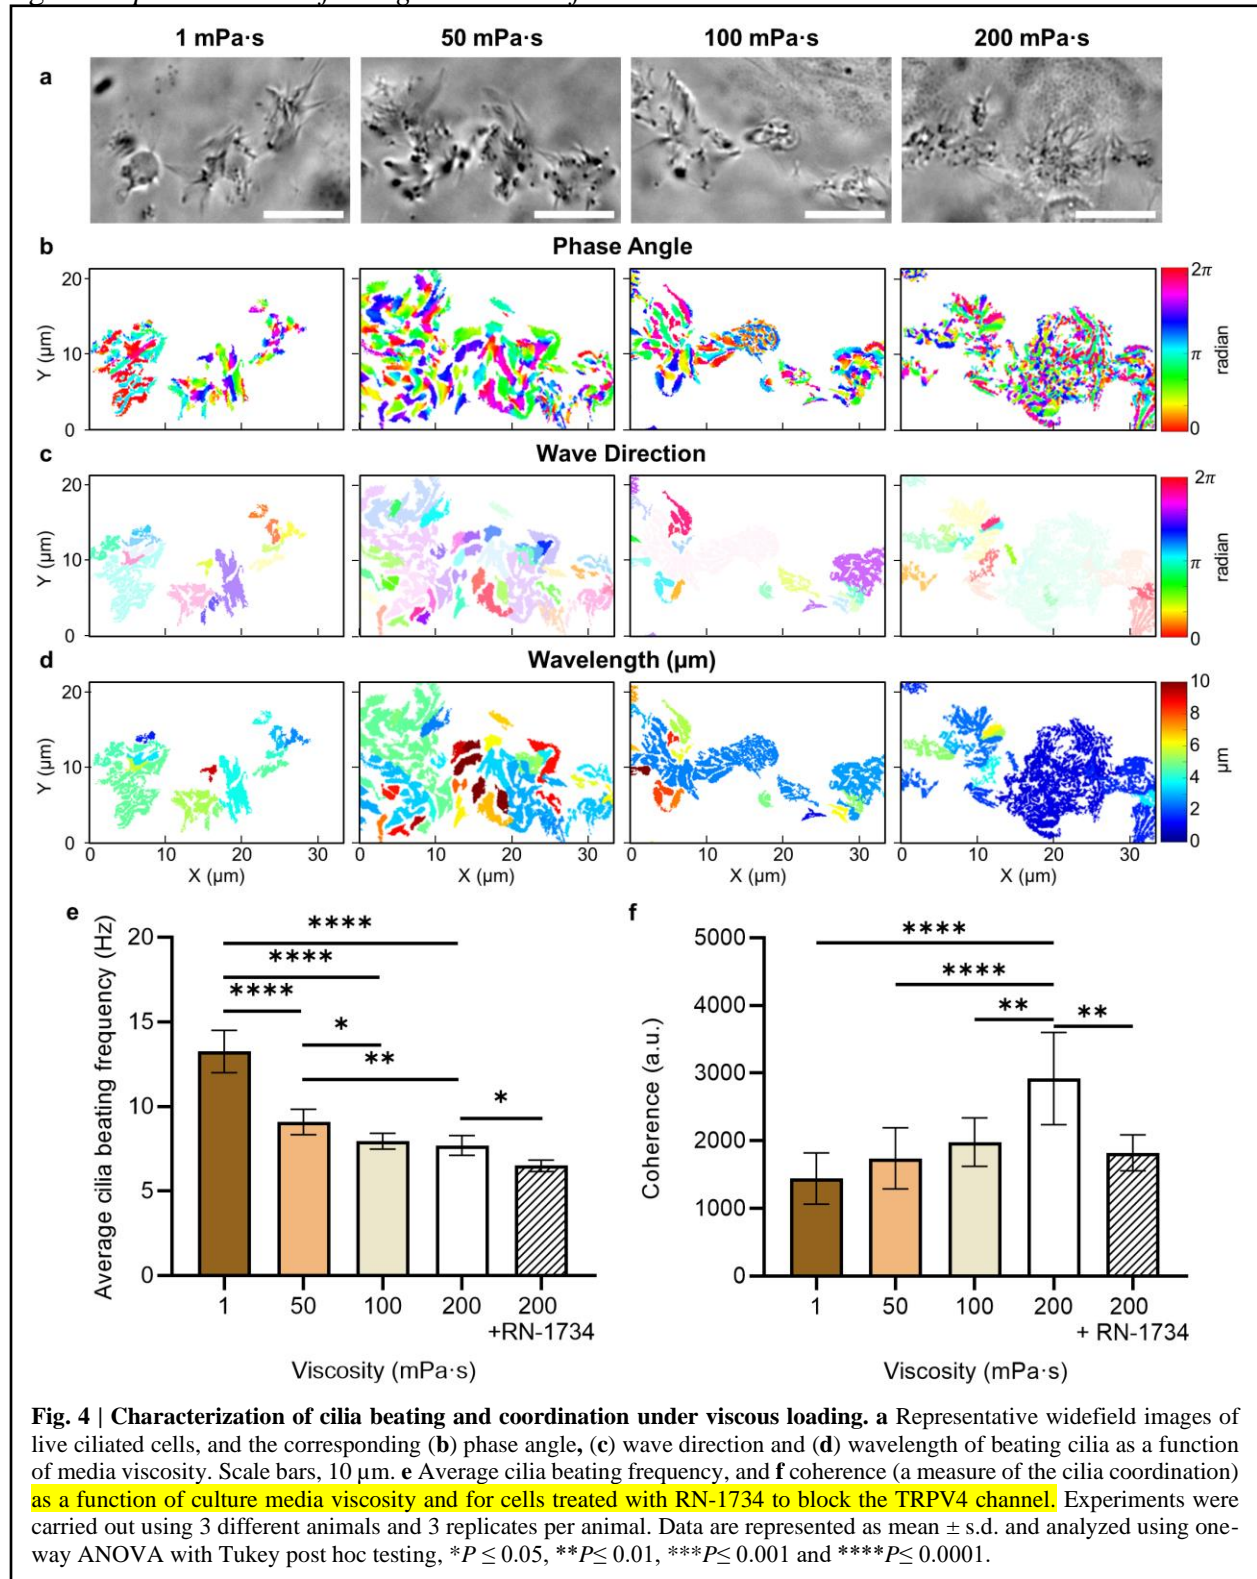 1 mPa·s 50 mPa·s 100 mPa·s 200 mPa·s
a
b Phase Angle
20
10
0
Y (µm)
2π
π
0
radian
c Wave Direction
20
10
0
Y (µm)
2π
π
0
radian
d Wavelength (µm)
20
10
0
Y (µm)
10
8
6
4
2
0
µm
0 10 20 30 10 20 30 10 20 30 0 10 20 30
X (µm) X (µm) X (µm) X (µm)
e
Average cilia beating frequency (Hz)
20
15
10
5
0
****
****
****
*
**
*
1 50 100 200 200
+RN-1734
Viscosity (mPa·s)
f
Coherence (a.u.)
5000
4000
3000
2000
1000
0
****
****
**
**
1 50 100 200 200
+ RN-1734
Viscosity (mPa·s)
Fig. 4 | Characterization of cilia beating and coordination under viscous loading. a Representative widefield images of
live ciliated cells, and the corresponding (b) phase angle, (c) wave direction and (d) wavelength of beating cilia as a function
of media viscosity. Scale bars, 10 µm. e Average cilia beating frequency, and f coherence (a measure of the cilia coordination)
as a function of culture media viscosity and for cells treated with RN-1734 to block the TRPV4 channel. Experiments were
carried out using 3 different animals and 3 replicates per animal. Data are represented as mean ± s.d. and analyzed using one-
way ANOVA with Tukey post hoc testing, *P ≤ 0.05, **P≤ 0.01, ***P≤ 0.001 and ****P≤ 0.0001.